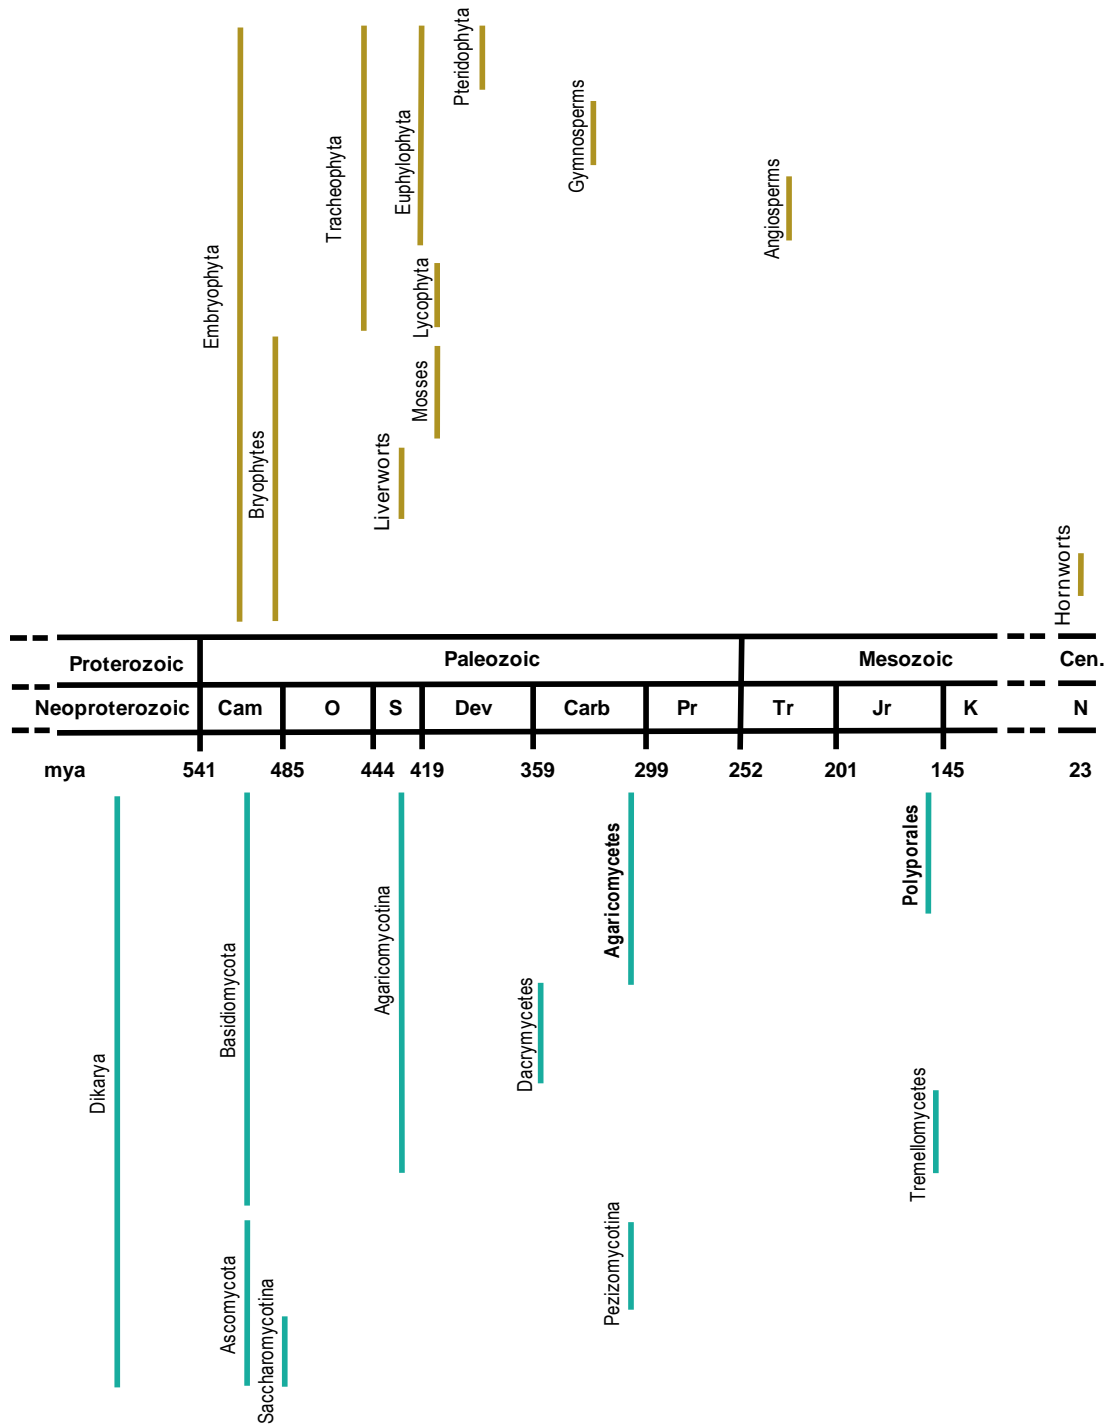 Pteridophyta
Gymnosperms
Tracheophyta
Euphylophyta
Angiosperms
Embryophyta
Lycophyta
Mosses
Bryophytes
Liverworts
Hornworts
Proterozoic Paleozoic Mesozoic Cen.
Neoproterozoic Cam O S Dev Carb Pr Tr Jr K N
mya 541 485 444 419 359 299 252 201 145 23
Polyporales
Agaricomycetes
Agaricomycotina
Basidiomycota
Dacrymycetes
Dikarya
Tremellomycetes
Pezizomycotina
Ascomycota
Saccharomycotina